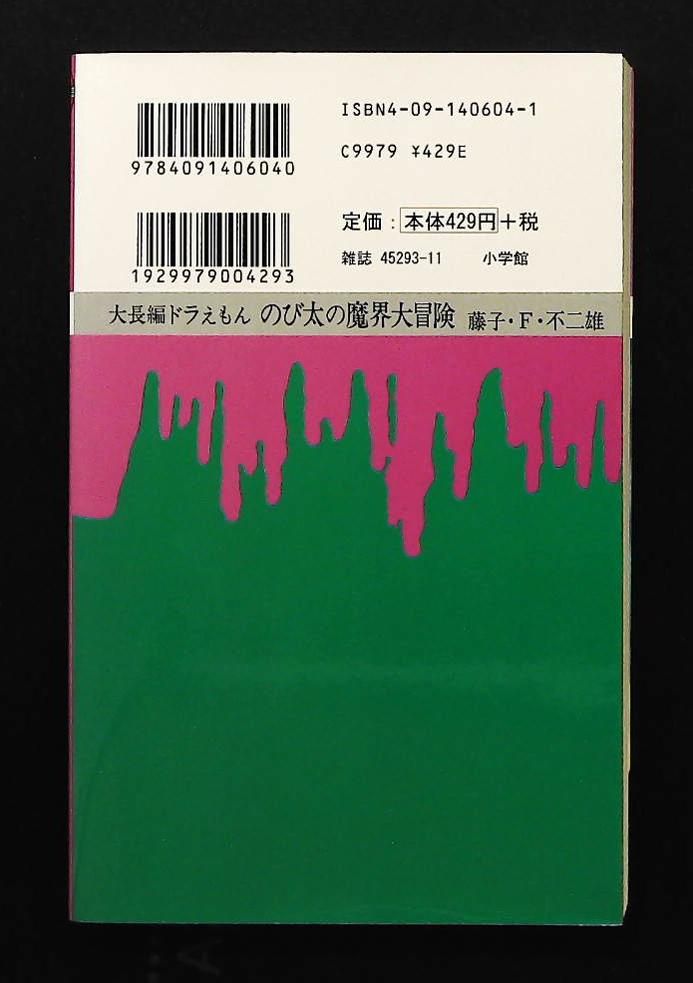 ISBN4-09-140604-1
9784091406040
C9979 ¥429E
定価：本体429円＋税
1929979004293
雑誌 45293-11 小学館
大長編ドラえもん のび太の魔界大冒険 藤子・F・不二雄